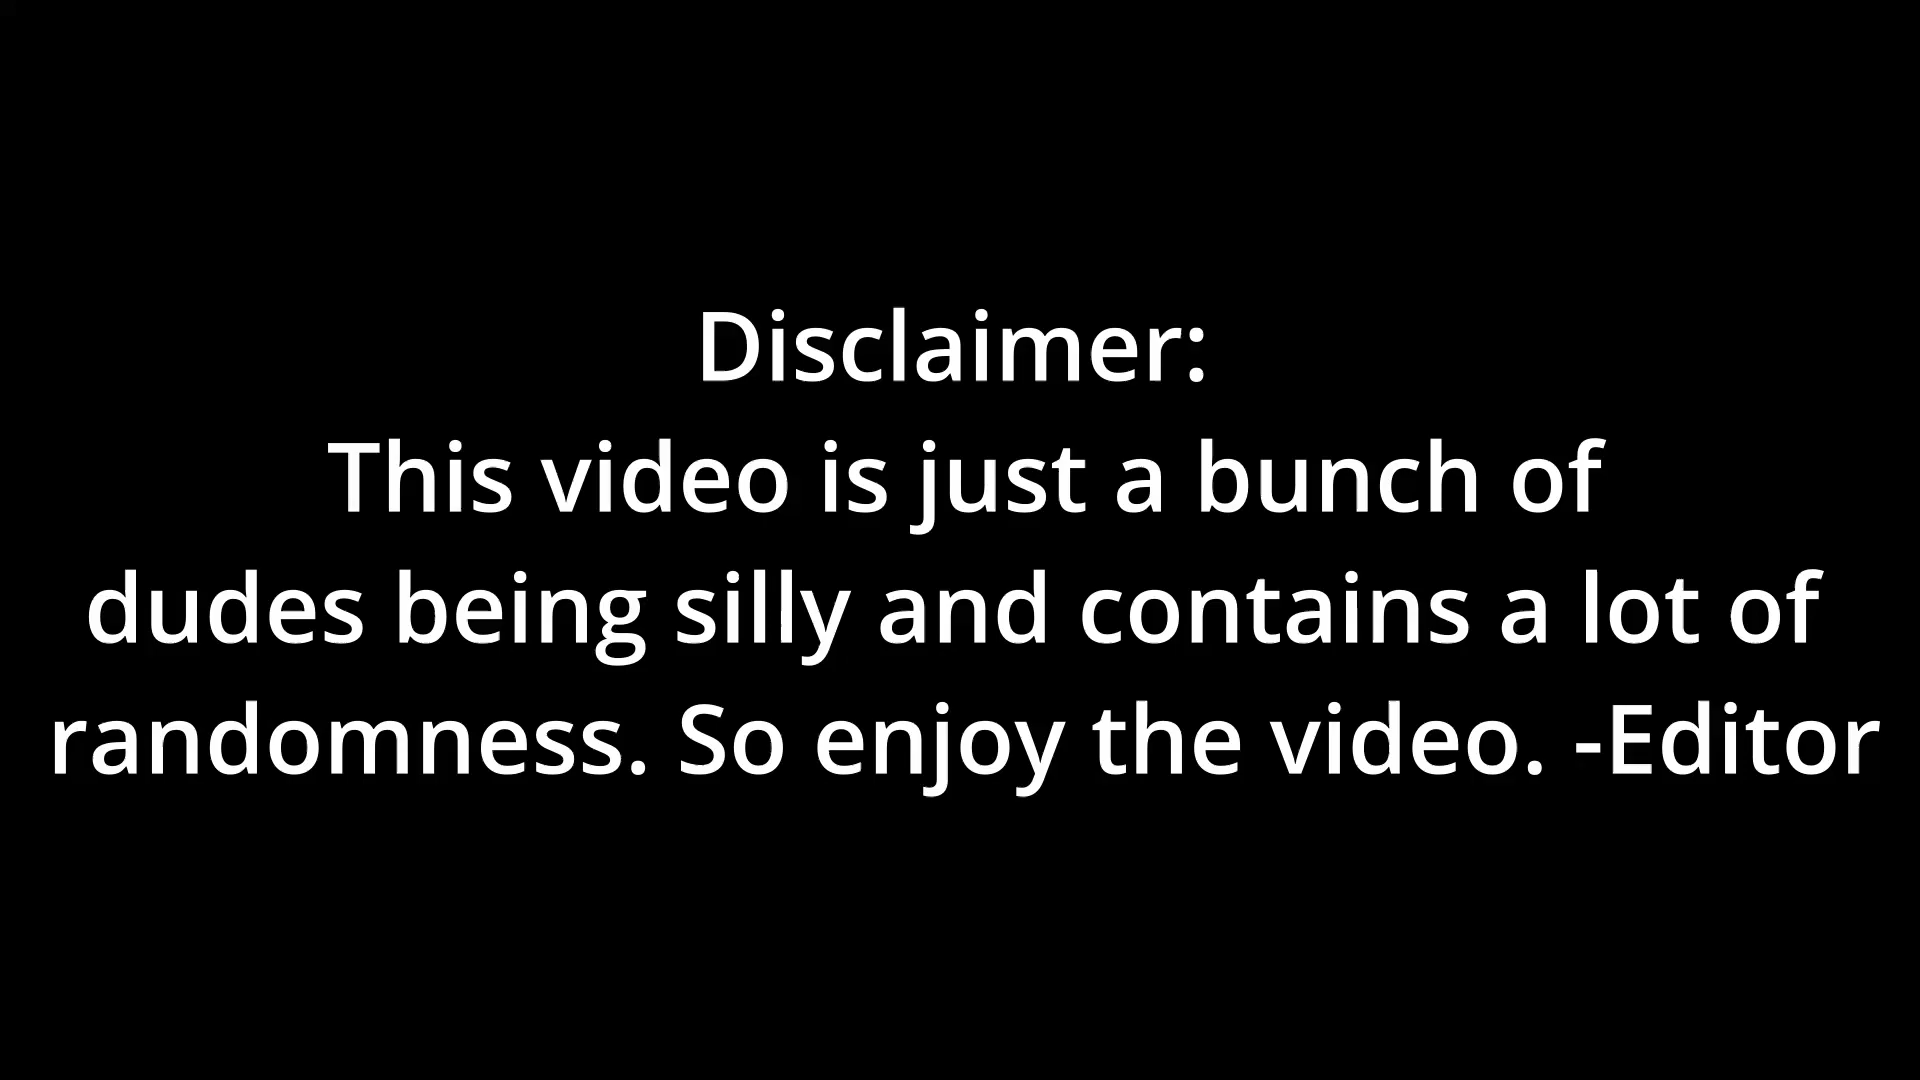 Disclaimer:
This video is just a bunch of
dudes being silly and contains a lot of
randomness. So enjoy the video. -Editor